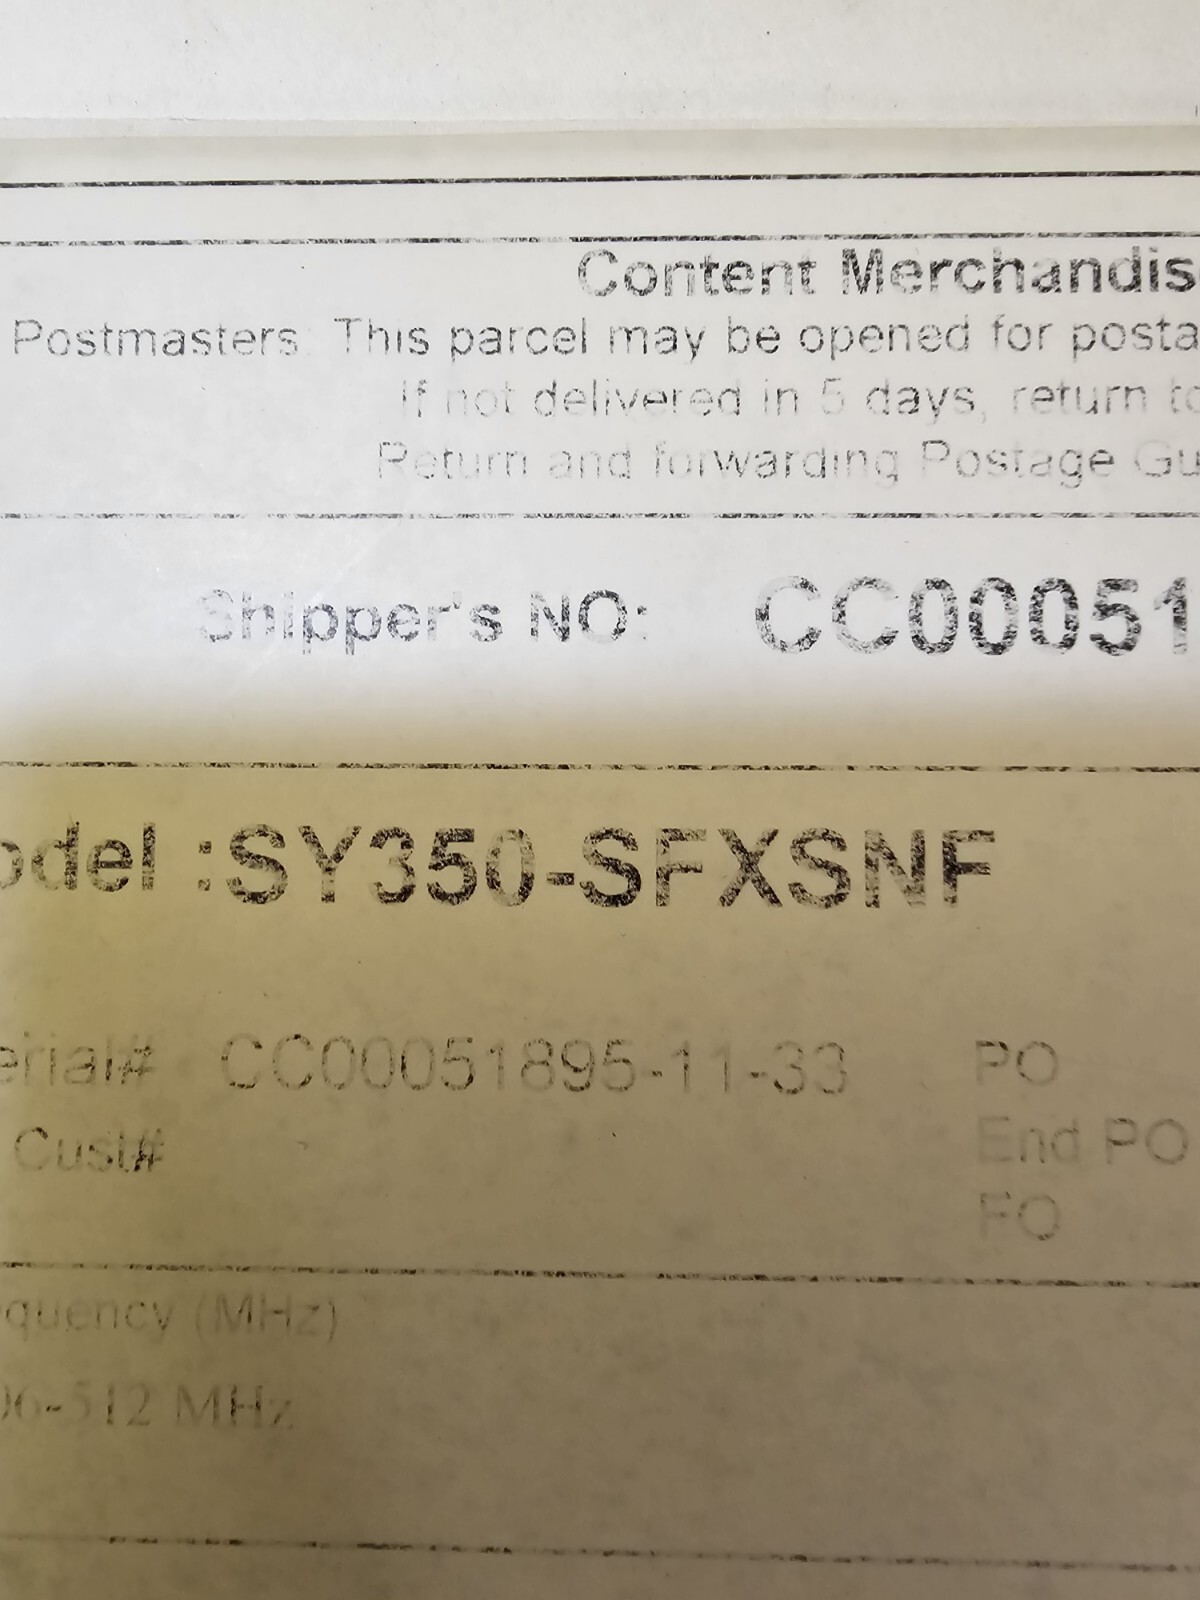 Content Merchandis
Postmasters: This parcel may be opened for posta
If not delivered in 5 days, return to
Return and forwarding Postage Gu
Shipper's NO: CC00051
odel :SY350-SFXSNF
erial# CC00051895-11-33 PO
Cust# End PO
FO
equency (MHz)
06-512 MHz